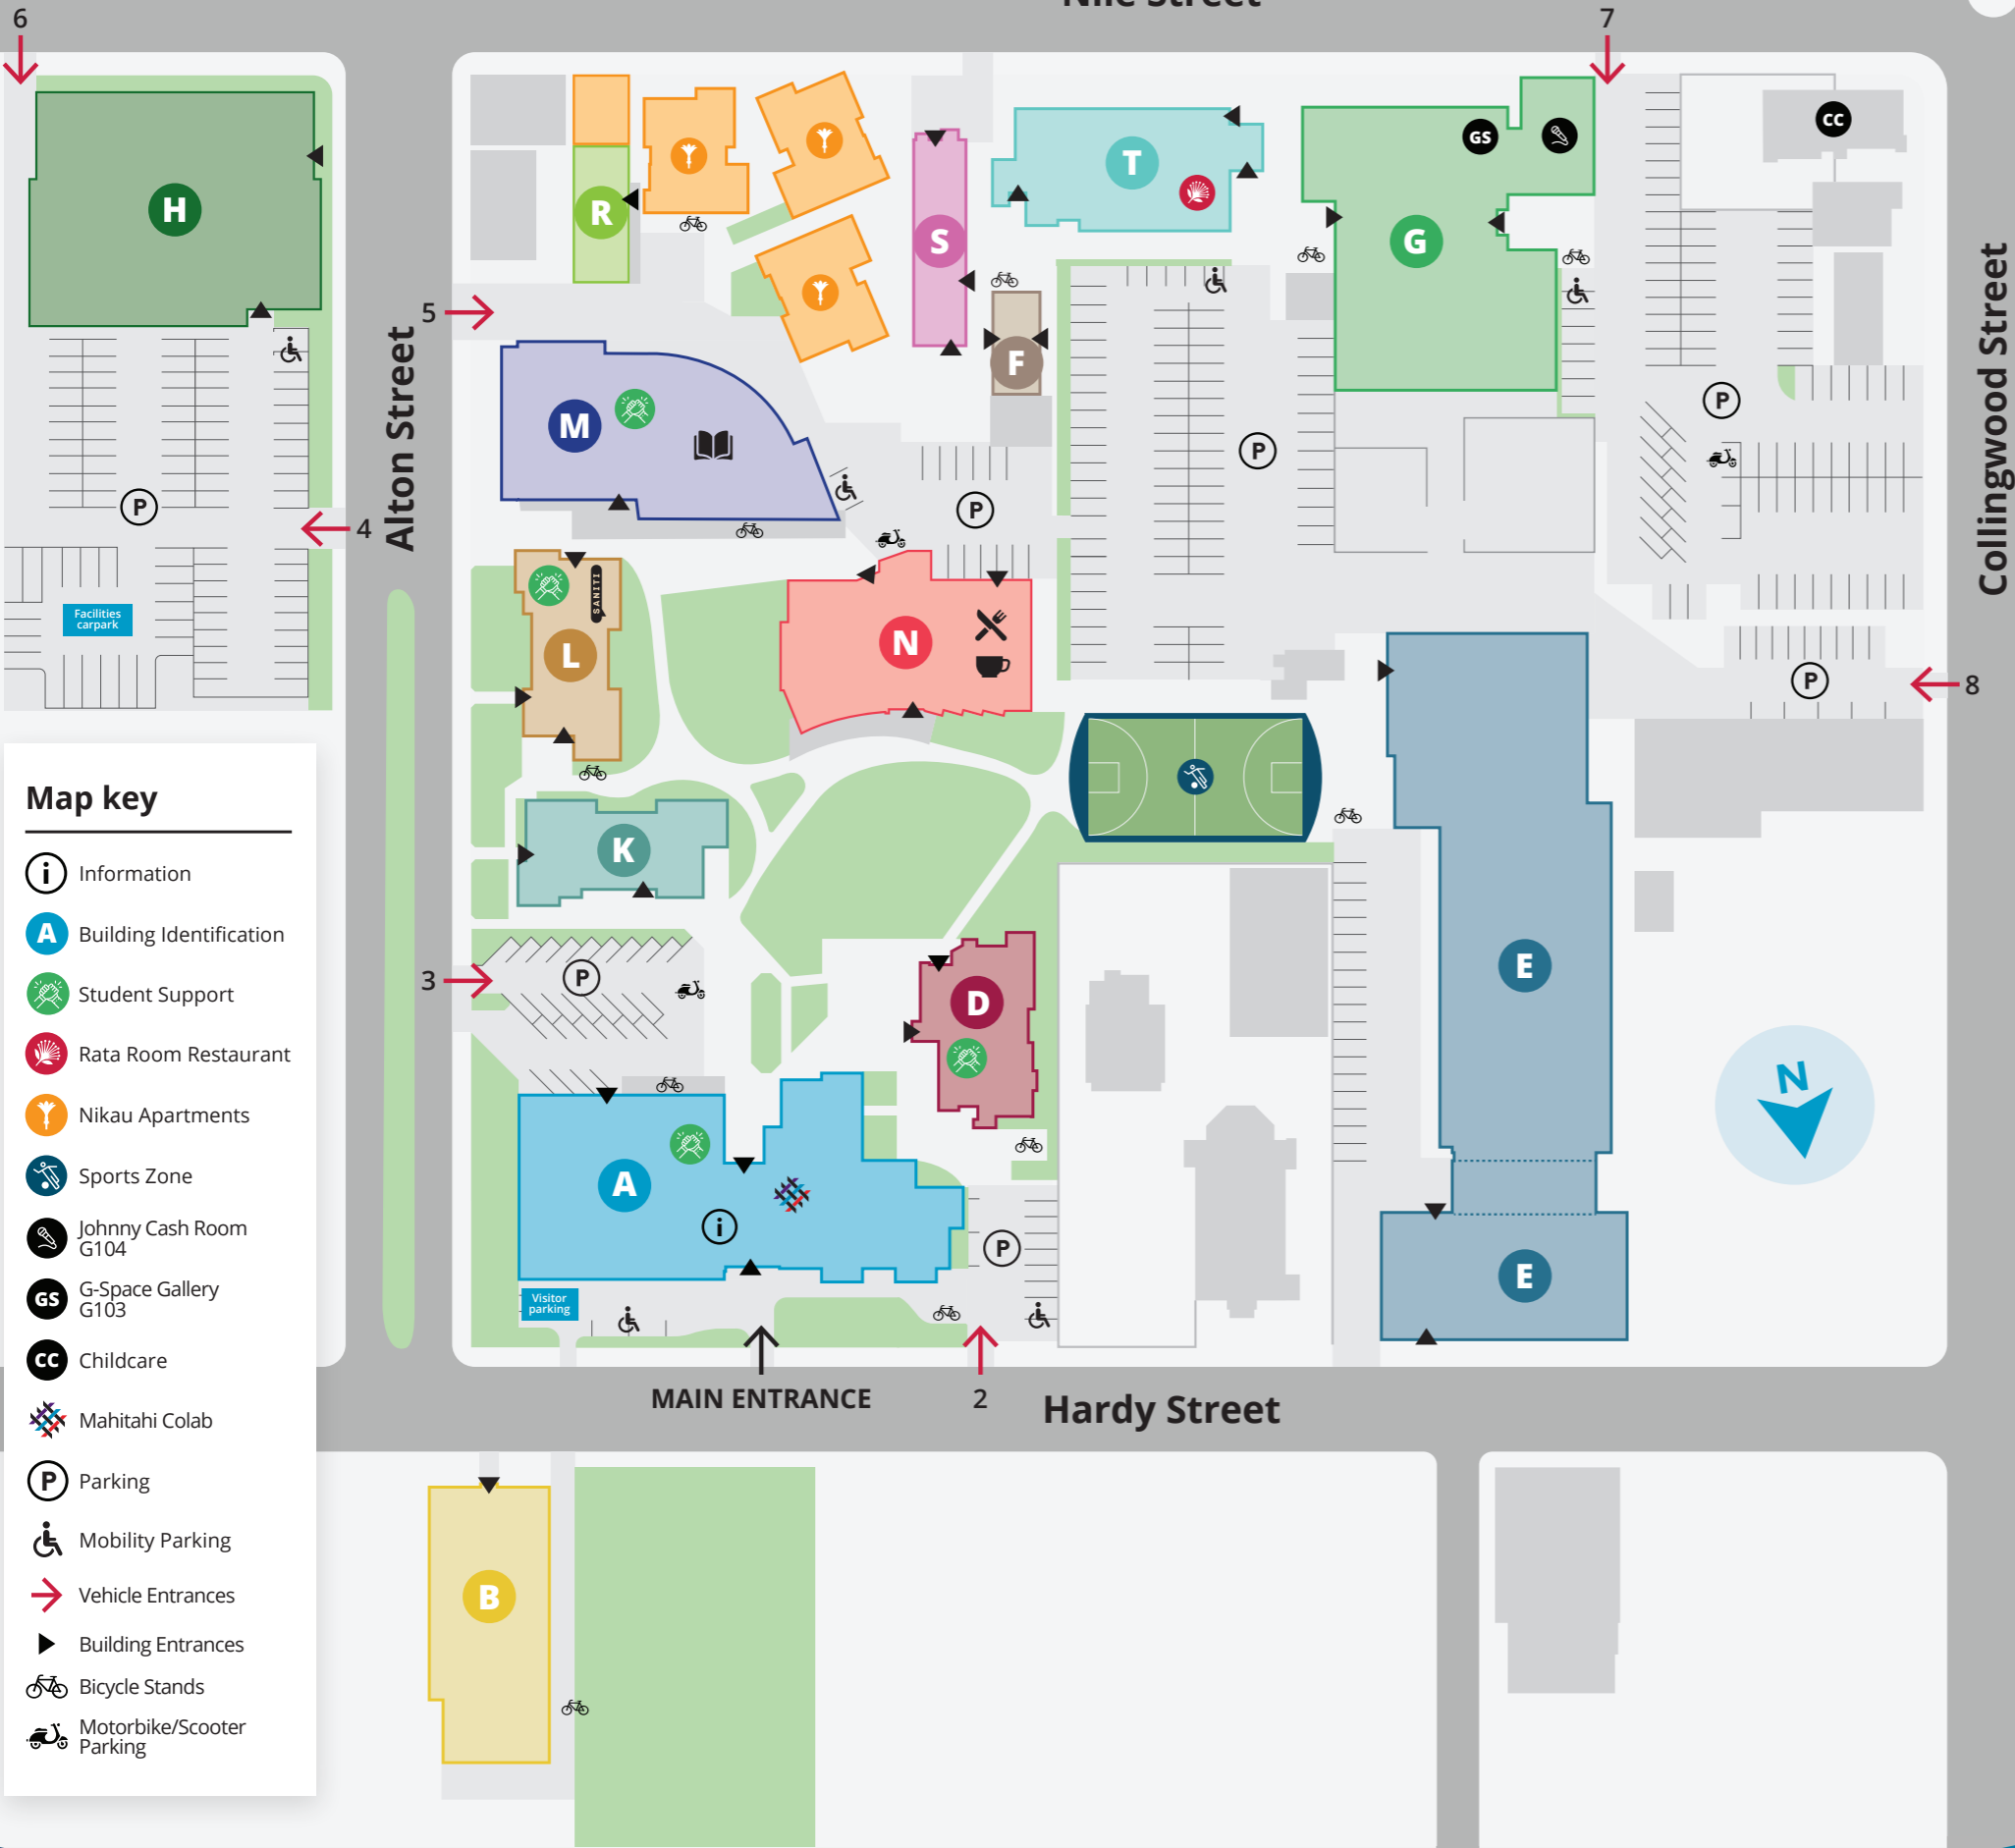 Nile Street
6
7
CC
GS
T
H
R
S
G
5
F
Alton Street
Collingwood Street
M
P
P
P
P
4
SANITI
Facilities
carpark
L
N
P
8
Map key
Information
A
Building Identification
Student Support
Rata Room Restaurant
Nikau Apartments
Sports Zone
Johnny Cash Room
G104
GS
G-Space Gallery
G103
CC
Childcare
Mahitahi Colab
P
Parking
Mobility Parking
Vehicle Entrances
Building Entrances
Bicycle Stands
Motorbike/Scooter
Parking
K
3
P
D
E
N
A
i
P
E
Visitor
parking
MAIN ENTRANCE
2
Hardy Street
B